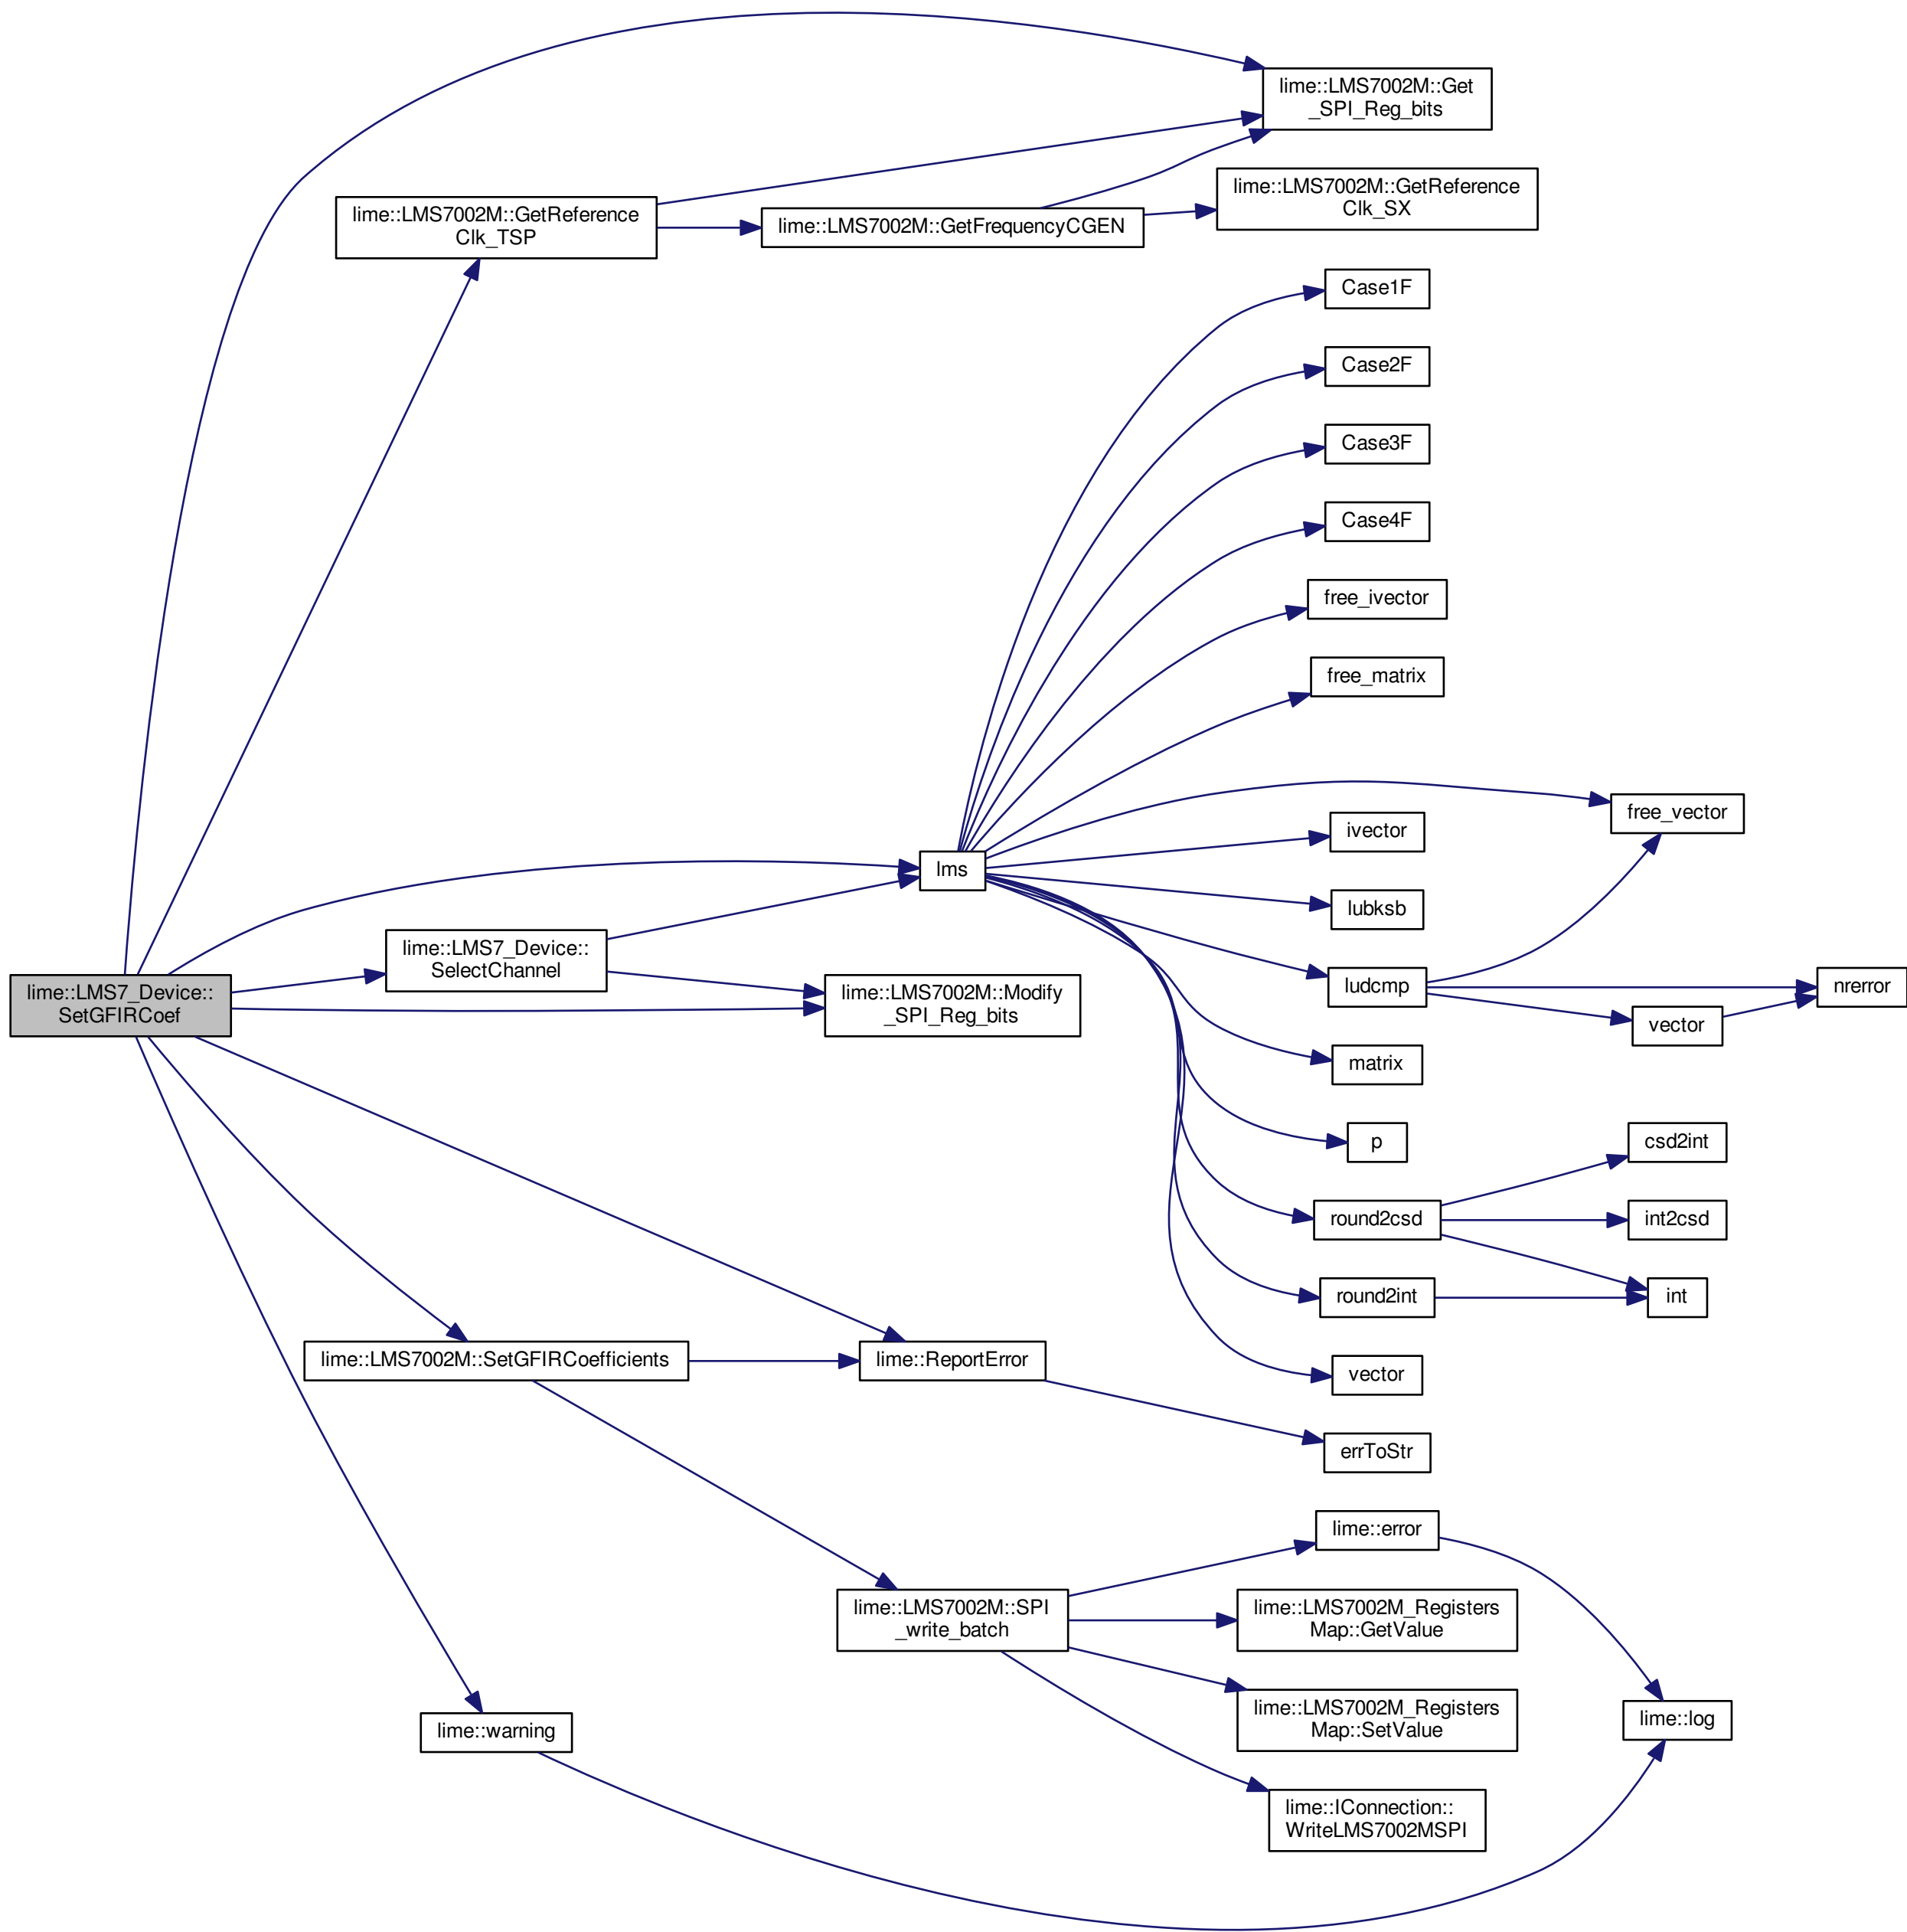 lime::LMS7002M::Get
_SPI_Reg_bits
lime::LMS7002M::GetReference
Clk_SX
lime::LMS7002M::GetReference
Clk_TSP
lime::LMS7002M::GetFrequencyCGEN
Case1F
Case2F
Case3F
Case4F
free_ivector
free_matrix
free_vector
ivector
lms
lubksb
lime::LMS7_Device::
SelectChannel
ludcmp
nrerror
lime::LMS7_Device::
SetGFIRCoef
lime::LMS7002M::Modify
_SPI_Reg_bits
vector
matrix
p
csd2int
round2csd
int2csd
round2int
int
lime::LMS7002M::SetGFIRCoefficients
lime::ReportError
vector
errToStr
lime::error
lime::LMS7002M::SPI
_write_batch
lime::LMS7002M_Registers
Map::GetValue
lime::LMS7002M_Registers
Map::SetValue
lime::log
lime::warning
lime::IConnection::
WriteLMS7002MSPI